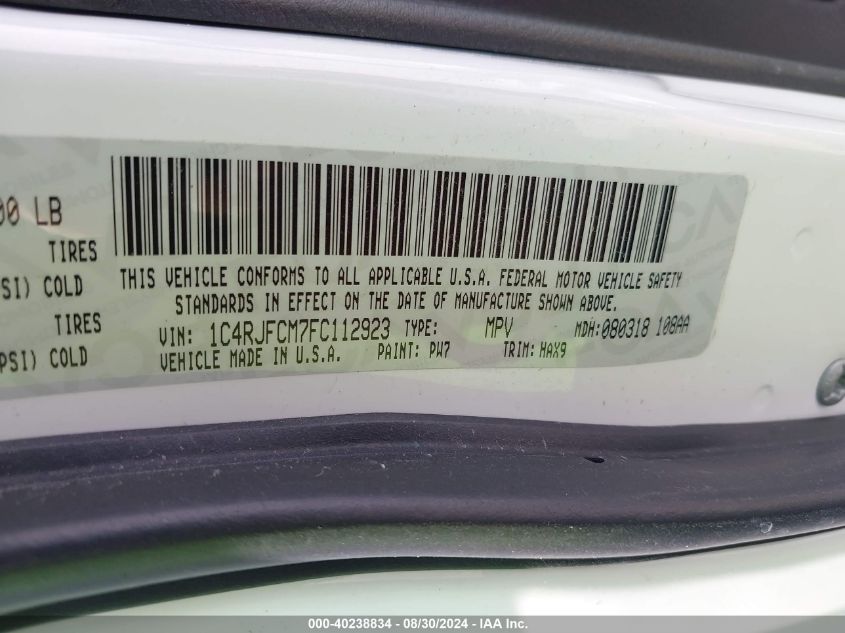 00 LB
TIRES
SI) COLD
TIRES
PSI) COLD
THIS VEHICLE CONFORMS TO ALL APPLICABLE U.S.A. FEDERAL MOTOR VEHICLE SAFETY
STANDARDS IN EFFECT ON THE DATE OF MANUFACTURE SHOWN ABOVE.
VIN: 1C4RJFCM7FC112923 TYPE: MPV MDH:080318 108AA
VEHICLE MADE IN U.S.A. PAINT: PW7 TRIM: HAX9
000-40238834 - 08/30/2024 - IAA Inc.